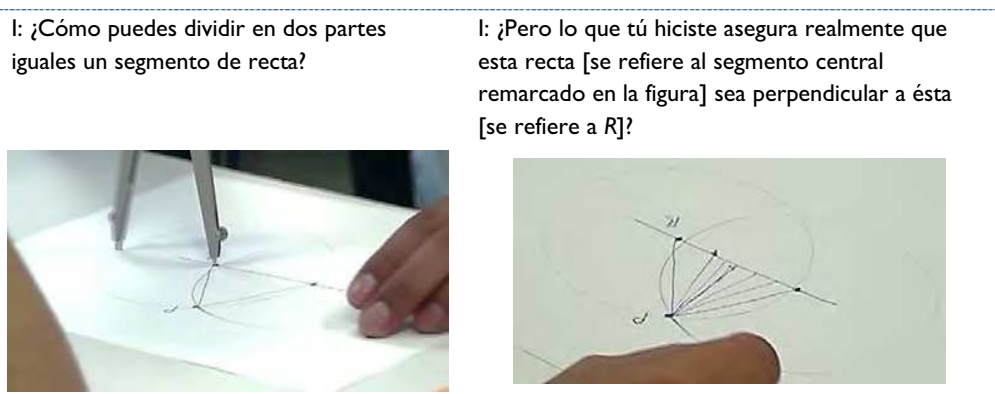 I: ¿Cómo puedes dividir en dos partes
iguales un segmento de recta?
I: ¿Pero lo que tú hiciste asegura realmente que
esta recta [se refiere al segmento central
remarcado en la figura] sea perpendicular a ésta
[se refiere a R]?
R
P
P